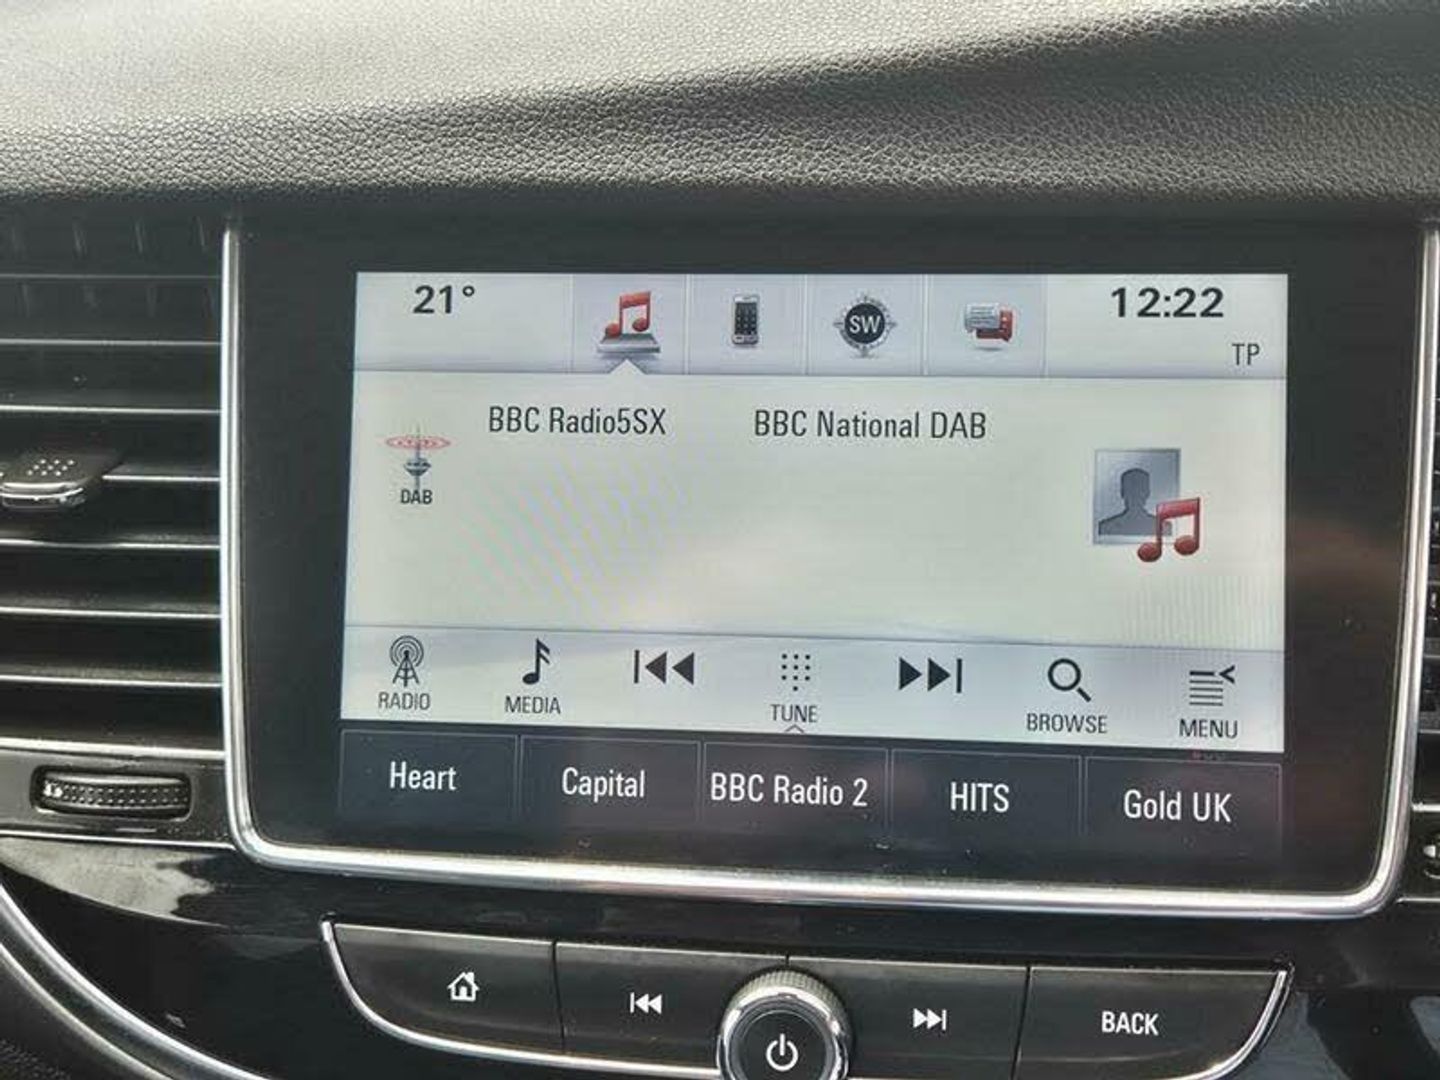 21°
SW
12:22
TP
BBC Radio5SX
BBC National DAB
DAB
RADIO
MEDIA
TUNE
BROWSE
MENU
Heart
Capital
BBC Radio 2
HITS
Gold UK
BACK